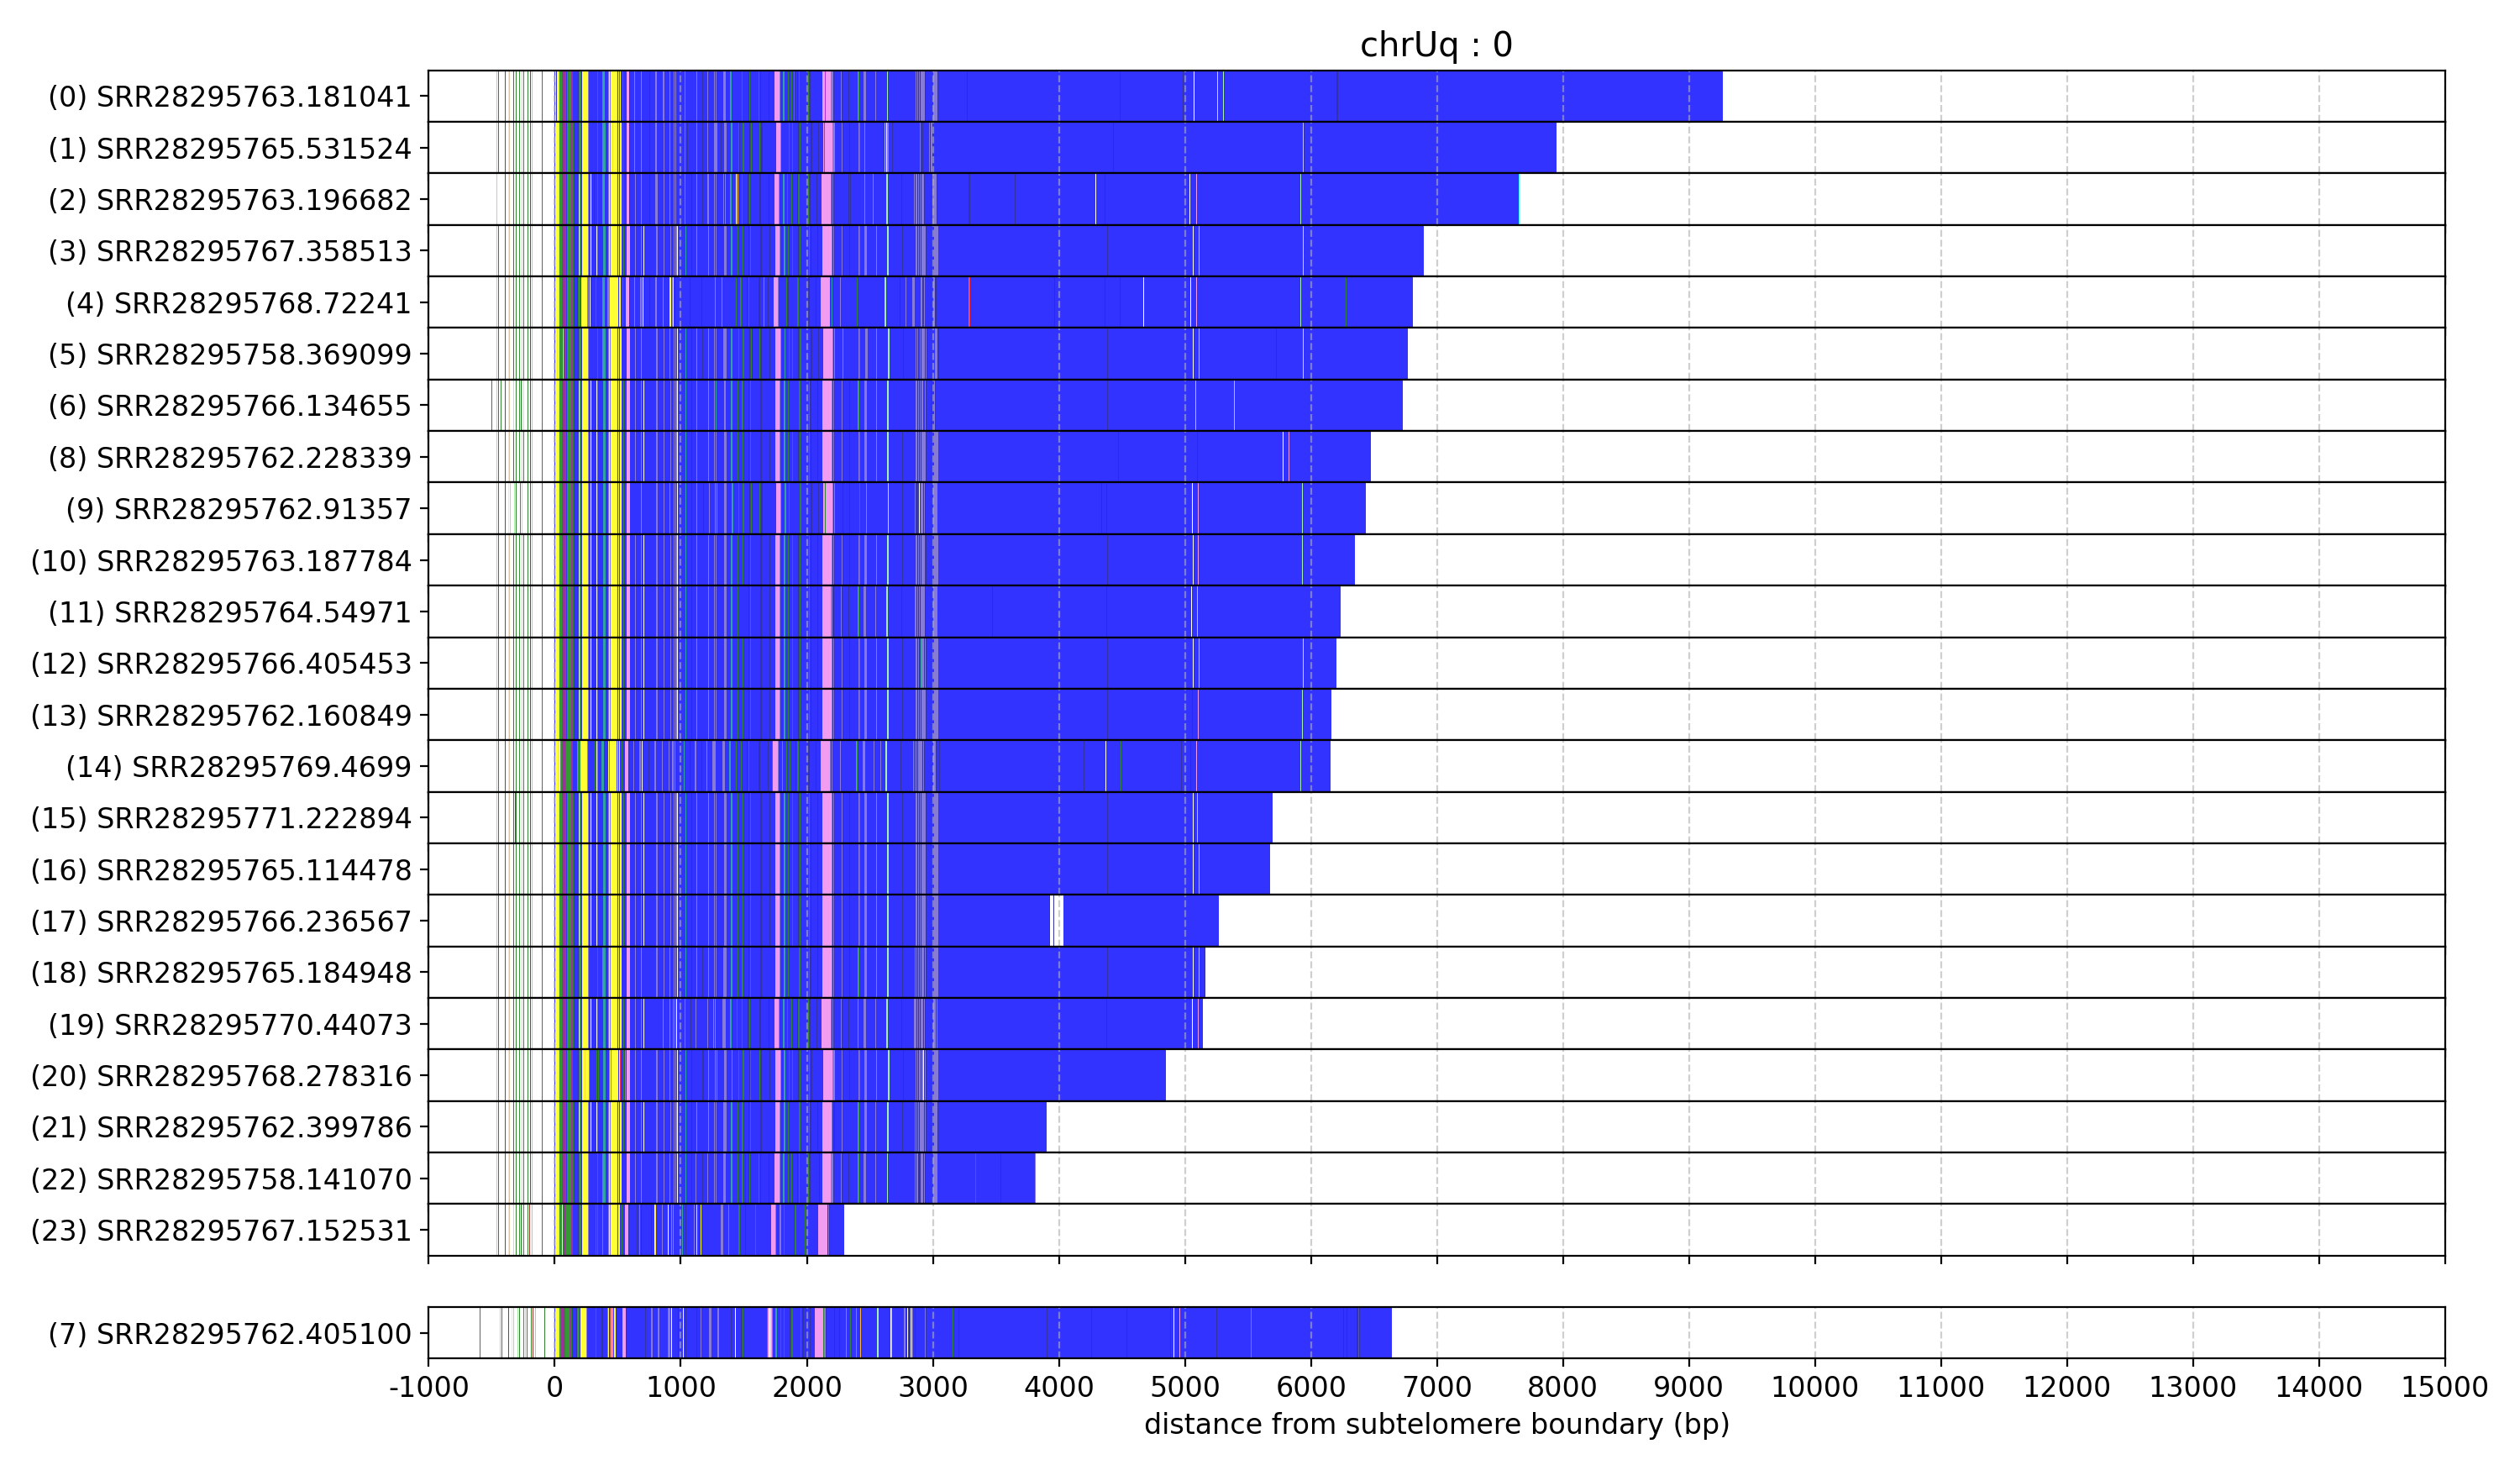 chrUq : 0
(0) SRR28295763.181041
(1) SRR28295765.531524
(2) SRR28295763.196682
(3) SRR28295767.358513
(4) SRR28295768.72241
(5) SRR28295758.369099
(6) SRR28295766.134655
(8) SRR28295762.228339
(9) SRR28295762.91357
(10) SRR28295763.187784
(11) SRR28295764.54971
(12) SRR28295766.405453
(13) SRR28295762.160849
(14) SRR28295769.4699
(15) SRR28295771.222894
(16) SRR28295765.114478
(17) SRR28295766.236567
(18) SRR28295765.184948
(19) SRR28295770.44073
(20) SRR28295768.278316
(21) SRR28295762.399786
(22) SRR28295758.141070
(23) SRR28295767.152531
(7) SRR28295762.405100
-1000 0 1000 2000 3000 4000 5000 6000 7000 8000 9000 10000 11000 12000 13000 14000 15000
distance from subtelomere boundary (bp)